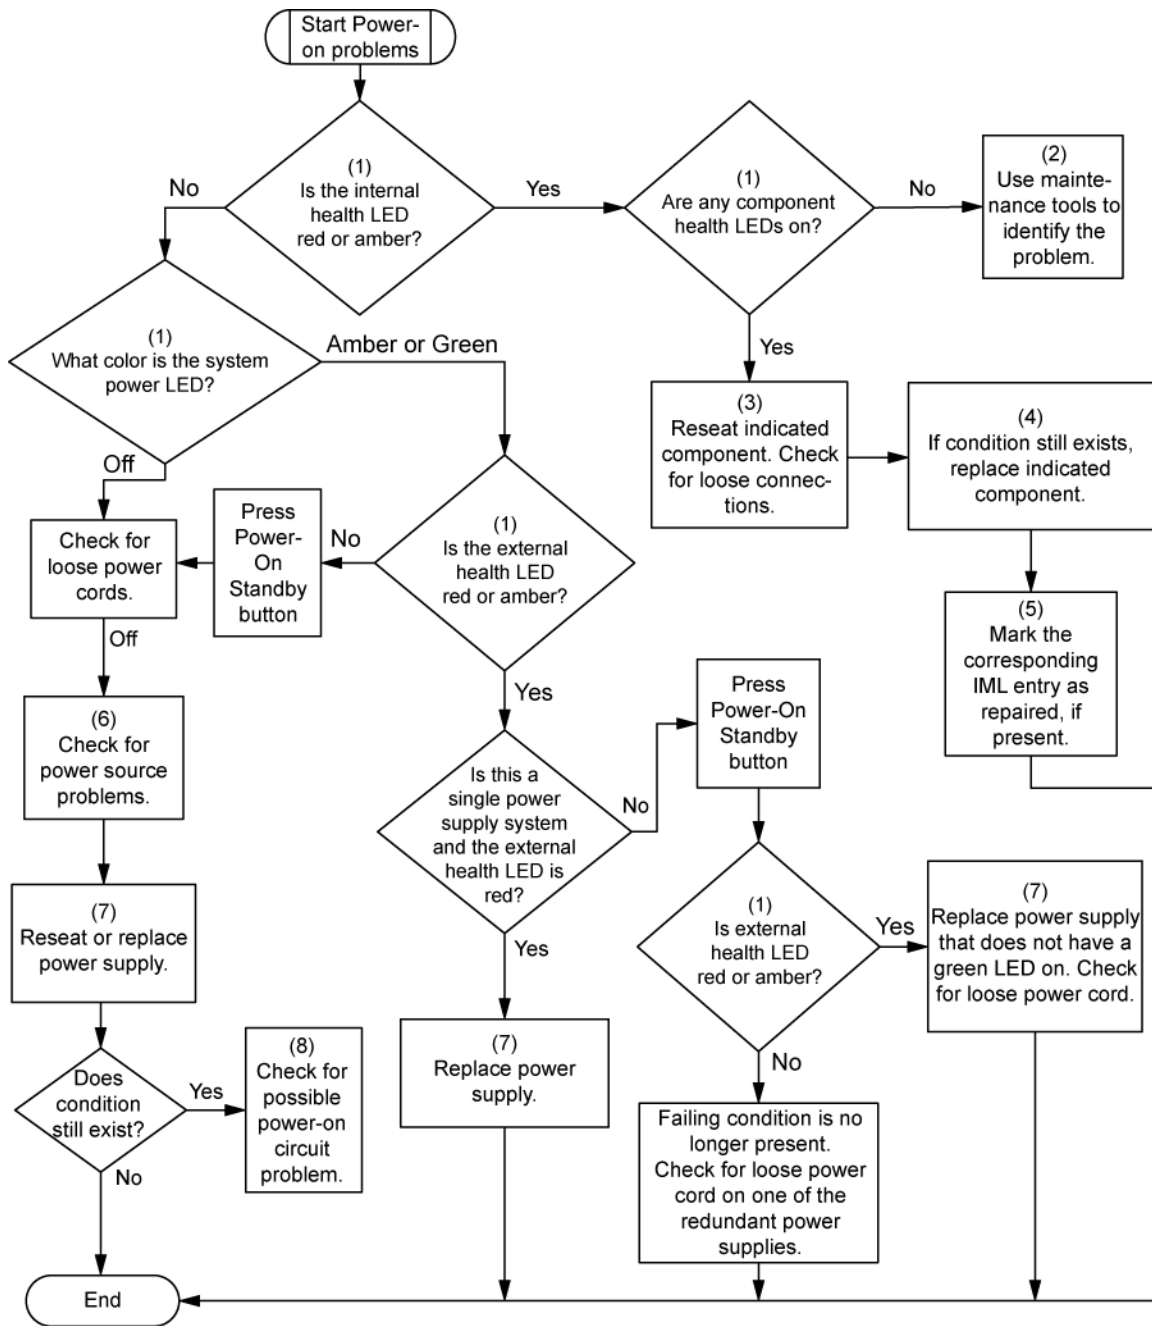 Start Power-
on problems
(1)
Is the internal
health LED
red or amber?
No
Yes
(1)
Are any component
health LEDs on?
No
(2)
Use mainte-
nance tools to
identify the
problem.
(1)
What color is the system
power LED?
Amber or Green
Yes
(3)
Reseat indicated
component. Check
for loose connec-
tions.
(4)
If condition still exists,
replace indicated
component.
Off
Check for
loose power
cords.
Press
Power-
On
Standby
button
No
(1)
Is the external
health LED
red or amber?
(5)
Mark the
corresponding
IML entry as
repaired, if
present.
Off
Yes
(6)
Check for
power source
problems.
Is this a
single power
supply system
and the external
health LED is
red?
No
Press
Power-On
Standby
button
(7)
Reseat or replace
power supply.
Yes
(1)
Is external
health LED
red or amber?
Yes
(7)
Replace power supply
that does not have a
green LED on. Check
for loose power cord.
(7)
Replace power
supply.
No
Does
condition
still exist?
Yes
(8)
Check for
possible
power-on
circuit
problem.
Failing condition is no
longer present.
Check for loose power
cord on one of the
redundant power
supplies.
No
End